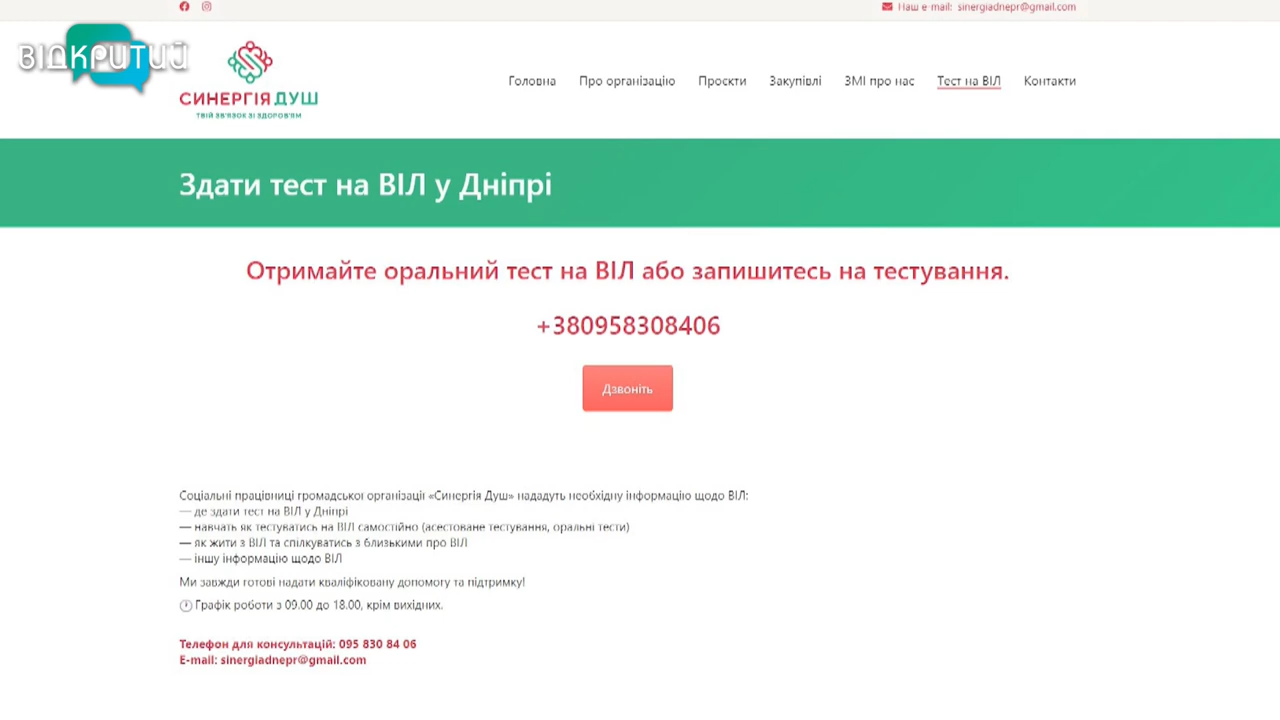 Наш e-mail: sinergiadnepr@gmail.com
ВІДКРИТИЙ
СИНЕРГІЯ ДУШ
ТВІЙ ЗВ'ЯЗОК ЗІ ЗДОРОВ'ЯМ
Головна Про організацію Проєкти Закупівлі ЗМІ про нас Тест на ВІЛ Контакти
Здати тест на ВІЛ у Дніпрі
Отримайте оральний тест на ВІЛ або запишитесь на тестування.
+380958308406
Дзвоніть
Соціальні працівниці громадської організації «Синергія Душ» нададуть необхідну інформацію щодо ВІЛ:
— де здати тест на ВІЛ у Дніпрі
— навчать як тестуватись на ВІЛ самостійно (асестоване тестування, оральні тести)
— як жити з ВІЛ та спілкуватись з близькими про ВІЛ
— іншу інформацію щодо ВІЛ
Ми завжди готові надати кваліфіковану допомогу та підтримку!
Графік роботи з 09.00 до 18.00, крім вихідних.
Телефон для консультацій: 095 830 84 06
E-mail: sinergiadnepr@gmail.com